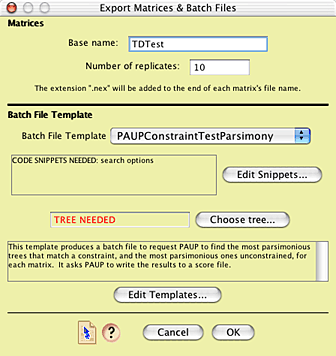 Export Matrices & Batch Files
Matrices
Base name: TDTest
Number of replicates: 10
The extension ".nex" will be added to the end of each matrix's file name.
Batch File Template
Batch File Template PAUPConstraintTestParsimony
CODE SNIPPETS NEEDED: search options
Edit Snippets...
TREE NEEDED Choose tree...
This template produces a batch file to request PAUP to find the most parsimonious
trees that match a constraint, and the most parsimonious ones unconstrained, for
each matrix. It asks PAUP to write the results to a score file.
Edit Templates...
? Cancel OK